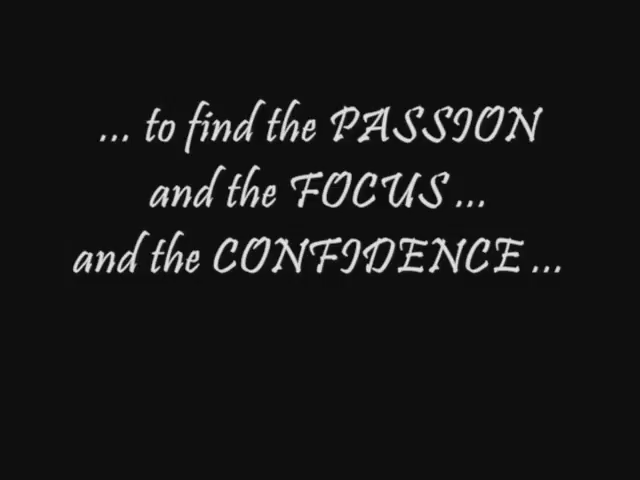 ... to find the PASSION
and the FOCUS ...
and the CONFIDENCE ...